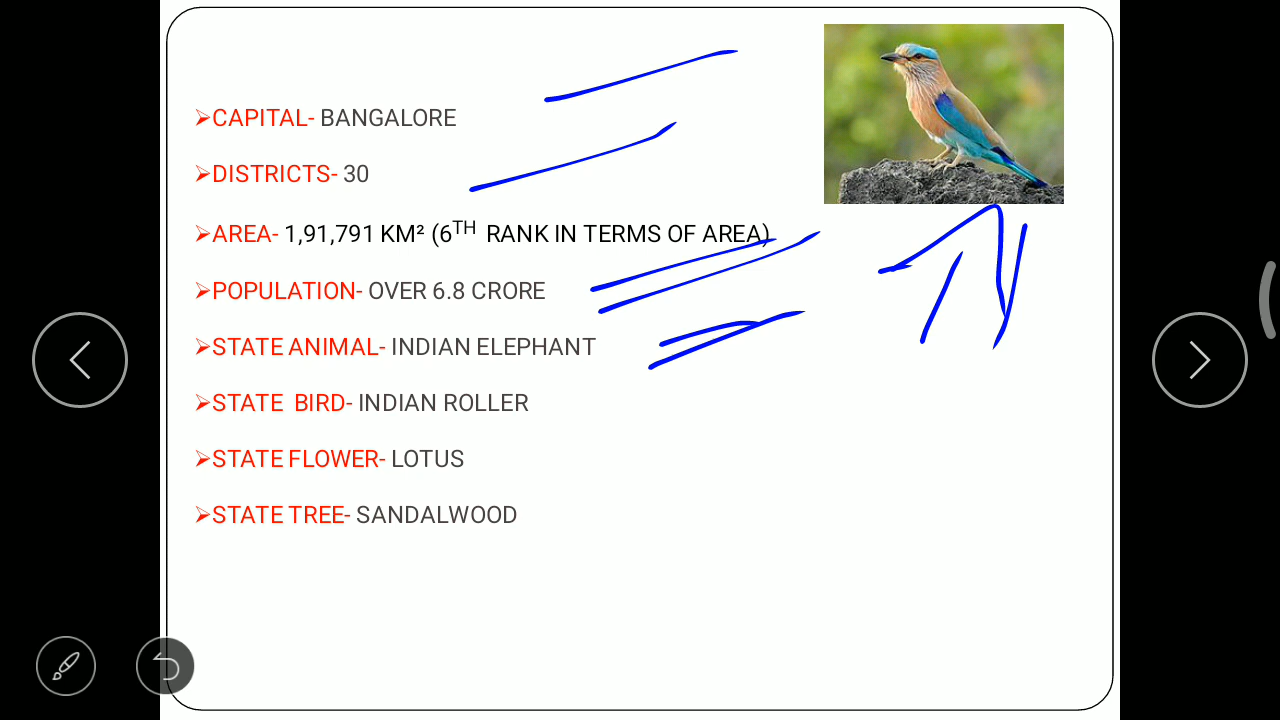 ➢CAPITAL- BANGALORE
➢DISTRICTS- 30
➢AREA- 1,91,791 KM² (6TH RANK IN TERMS OF AREA)
➢POPULATION- OVER 6.8 CRORE
➢STATE ANIMAL- INDIAN ELEPHANT
➢STATE BIRD- INDIAN ROLLER
➢STATE FLOWER- LOTUS
➢STATE TREE- SANDALWOOD